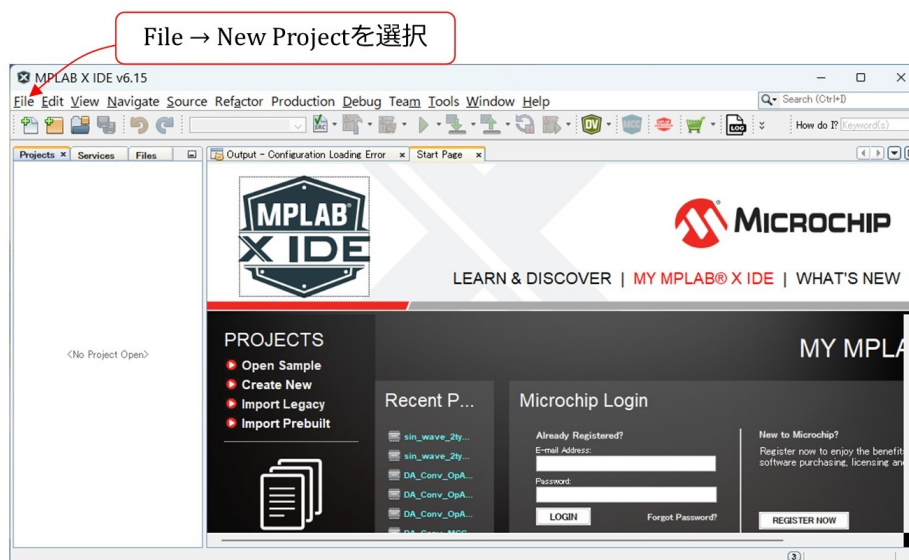 File → New Projectを選択
MPLAB X IDE v6.15
File Edit View Navigate Source Refactor Production Debug Team Tools Window Help
Search (Ctrl+I)
How do I? Keyword(s)
Projects Services Files
Output - Configuration Loading Error
Start Page
MPLAB
X IDE
MICROCHIP
LEARN & DISCOVER | MY MPLAB® X IDE | WHAT'S NEW
<No Project Open>
PROJECTS
Open Sample
Create New
Import Legacy
Import Prebuilt
MY MPLA
Recent P...
sin_wave_2ty...
sin_wave_2ty...
DA_Conv_OpA...
DA_Conv_OpA...
DA_Conv_OpA...
DA_Conv_MCC
Microchip Login
Already Registered?
E-mail Address:
Password:
LOGIN
Forgot Password?
New to Microchip?
Register now to enjoy the benefits
software purchasing, licensing an
REGISTER NOW
3